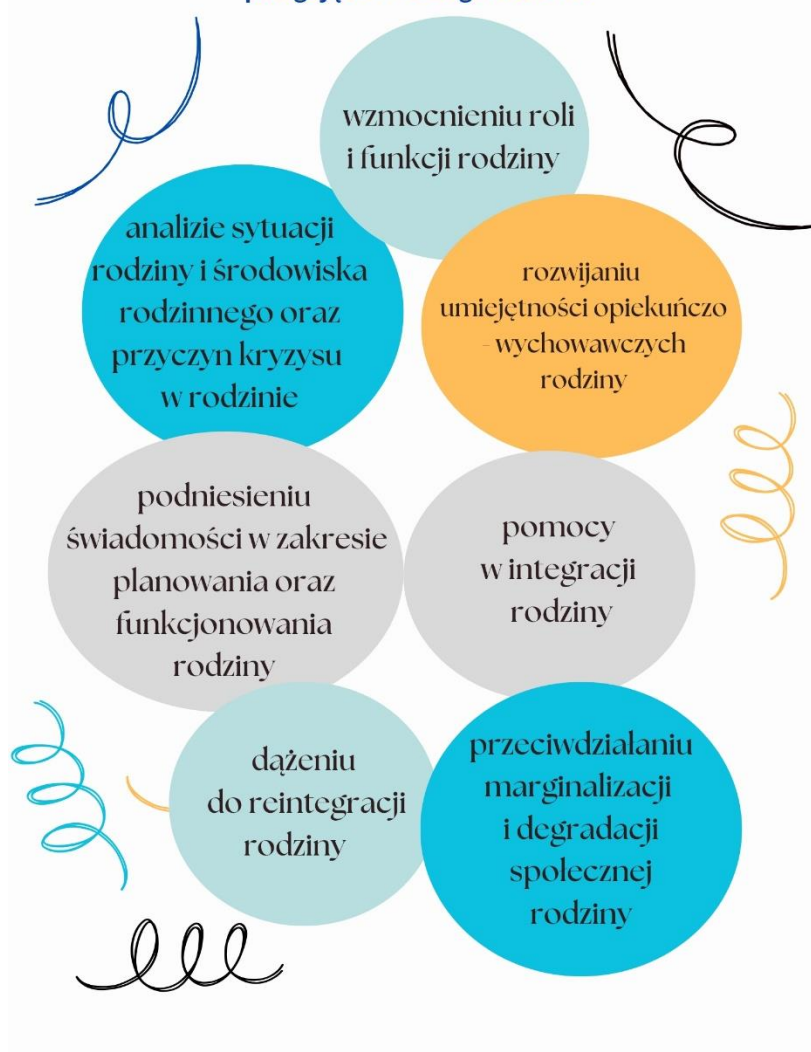 wzmocnieniu roli
i funkcji rodziny
analizie sytuacji
rodziny i środowiska
rodzinnego oraz
przyczyn kryzysu
w rodzinie
rozwijaniu
umiejętności opiekuńczo
- wychowawczych
rodziny
podniesieniu
świadomości w zakresie
planowania oraz
funkcjonowania
rodziny
pomocy
w integracji
rodziny
dążeniu
do reintegracji
rodziny
przeciwdziałaniu
marginalizacji
i degradacji
społecznej
rodziny